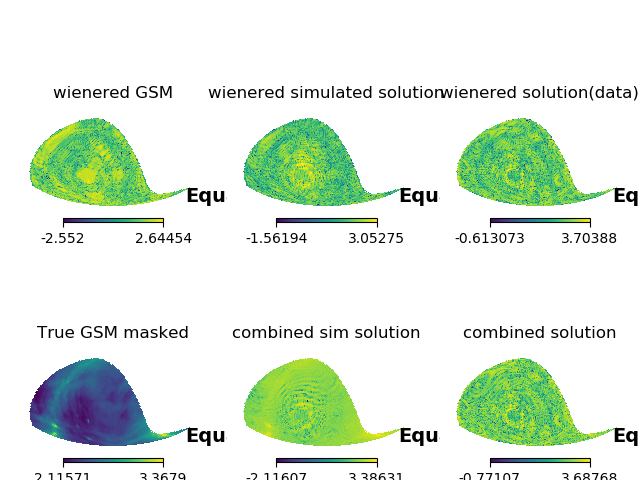 wienered GSM wienered simulated solution wienered solution(data)
Equ Equ Eq
-2.552 2.64454 -1.56194 3.05275 -0.613073 3.70388
True GSM masked combined sim solution combined solution
Equ Equ Eq
2.11571 3.3679 -2.11607 3.38631 -0.77107 3.68768